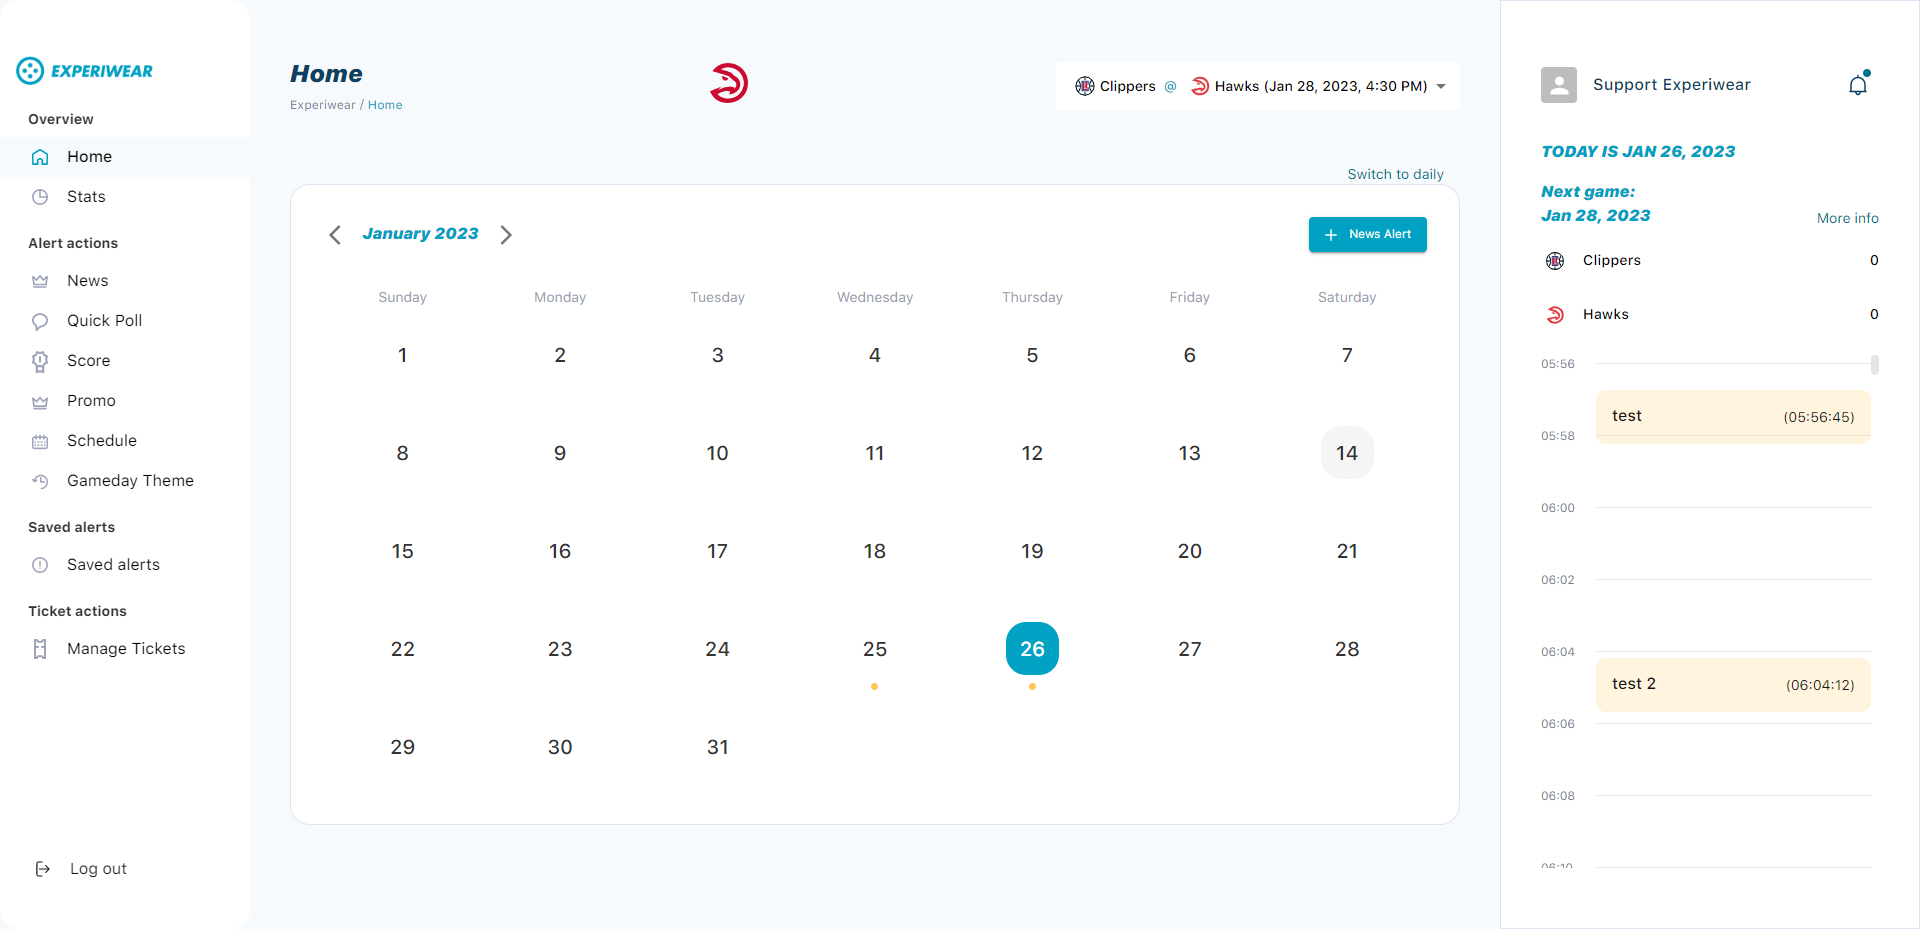 EXPERIWEAR
Overview
Home
Stats
Alert actions
News
Quick Poll
Score
Promo
Schedule
Gameday Theme
Saved alerts
Saved alerts
Ticket actions
Manage Tickets
Log out
Home
Experiwear / Home
Clippers @ Hawks (Jan 28, 2023, 4:30 PM)
Switch to daily
January 2023
News Alert
Sunday Monday Tuesday Wednesday Thursday Friday Saturday
1 2 3 4 5 6 7
8 9 10 11 12 13 14
15 16 17 18 19 20 21
22 23 24 25 26 27 28
29 30 31
Support Experiwear
TODAY IS JAN 26, 2023
Next game:
Jan 28, 2023 More info
Clippers 0
Hawks 0
05:56
test (05:56:45)
05:58
06:00
06:02
06:04
test 2 (06:04:12)
06:06
06:08
06:10